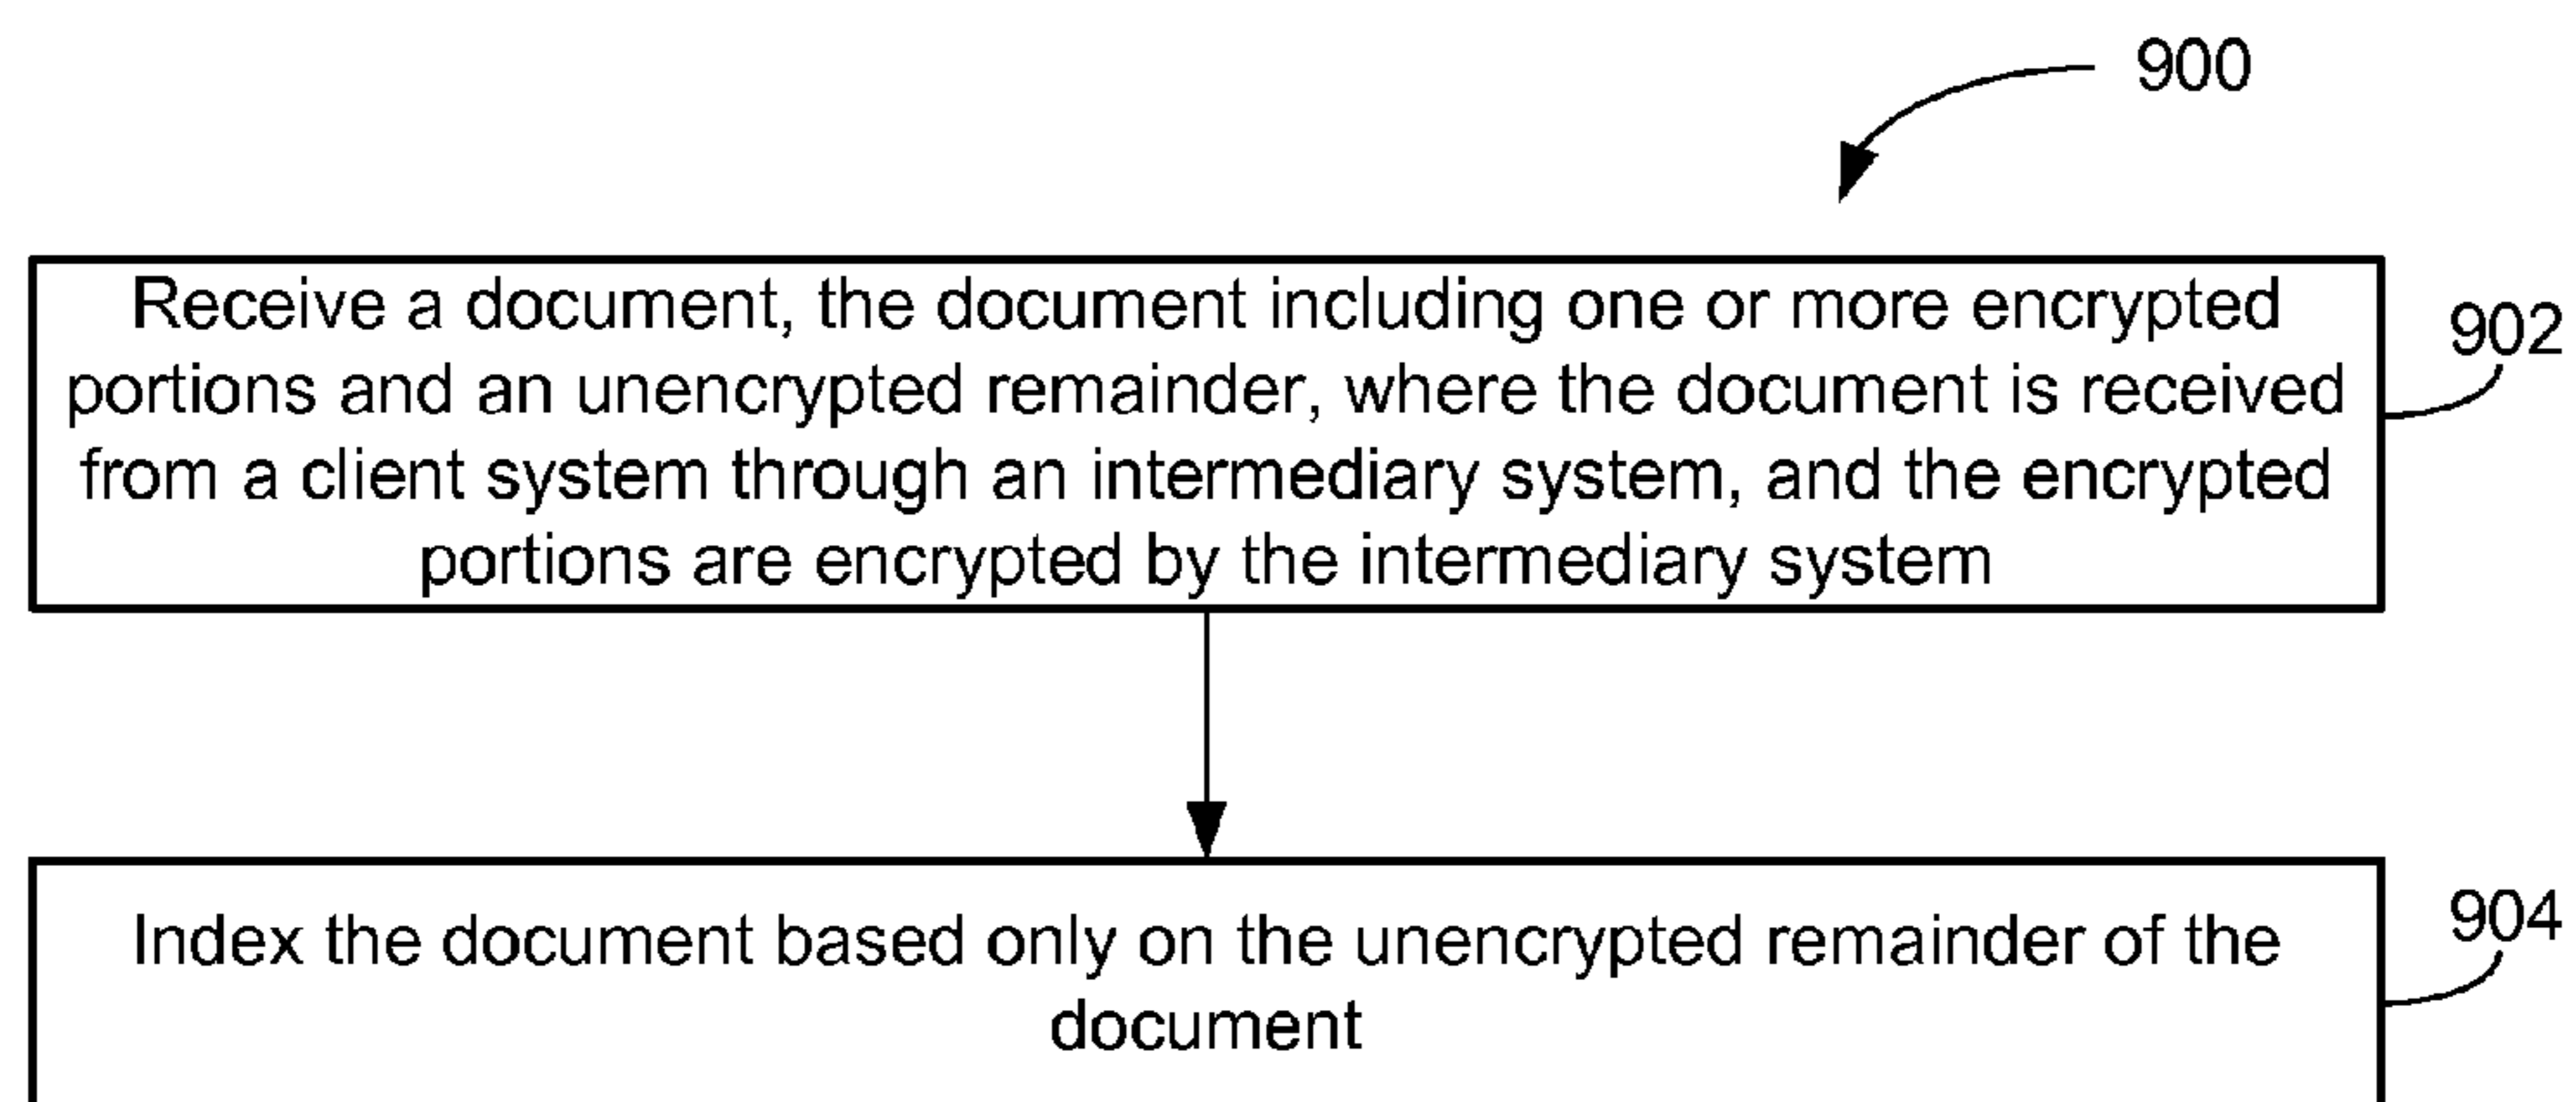 900
Receive a document, the document including one or more encrypted
portions and an unencrypted remainder, where the document is received
from a client system through an intermediary system, and the encrypted
portions are encrypted by the intermediary system
902
Index the document based only on the unencrypted remainder of the
document
904